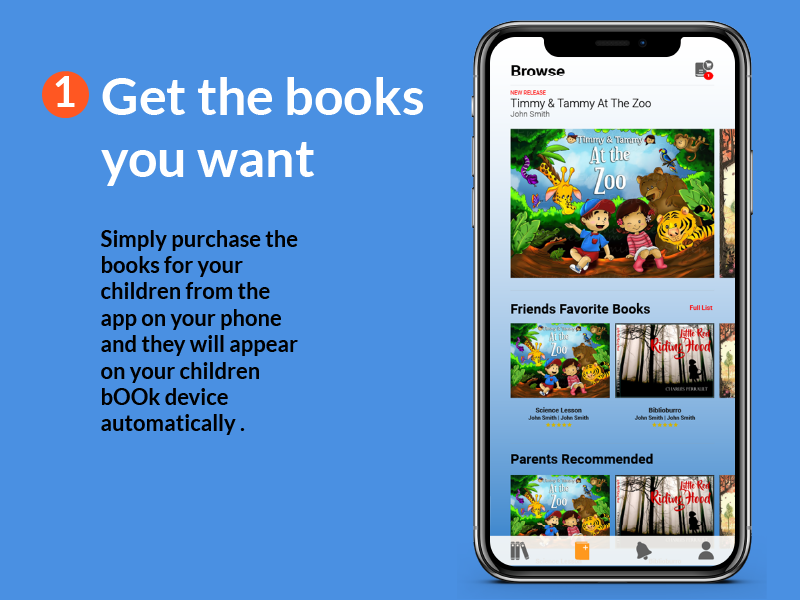 1 Get the books
you want
Simply purchase the
books for your
children from the
app on your phone
and they will appear
on your children
bOOk device
automatically .
Browse
NEW RELEASE
Timmy & Tammy At The Zoo
John Smith
Timmy & Tammy
At the
Zoo
Friends Favorite Books
Full List
Timmy & Tammy
At the
Zoo
Little Red
Riding Hood
CHARLES PERRAULT
Science Lesson
John Smith | John Smith
Biblioburro
John Smith | John Smith
Parents Recommended
At the
Zoo
Little Red
Riding Hood